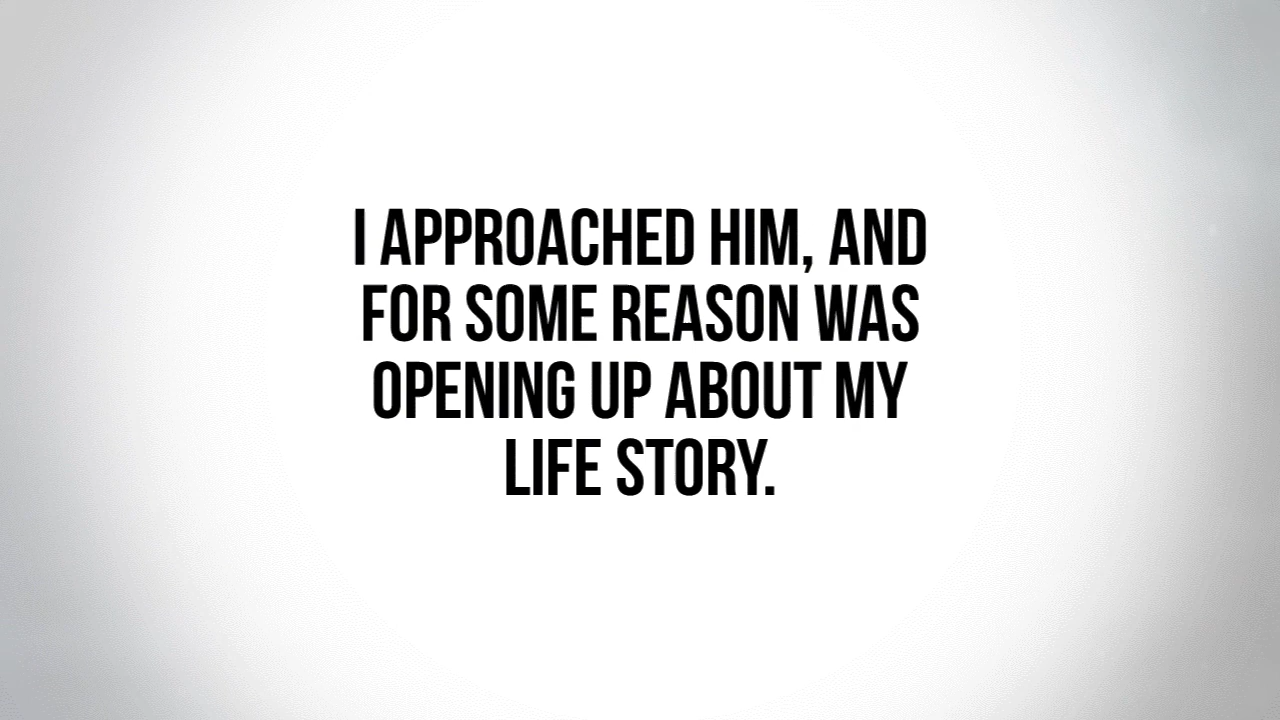 I APPROACHED HIM, AND
FOR SOME REASON WAS
OPENING UP ABOUT MY
LIFE STORY.